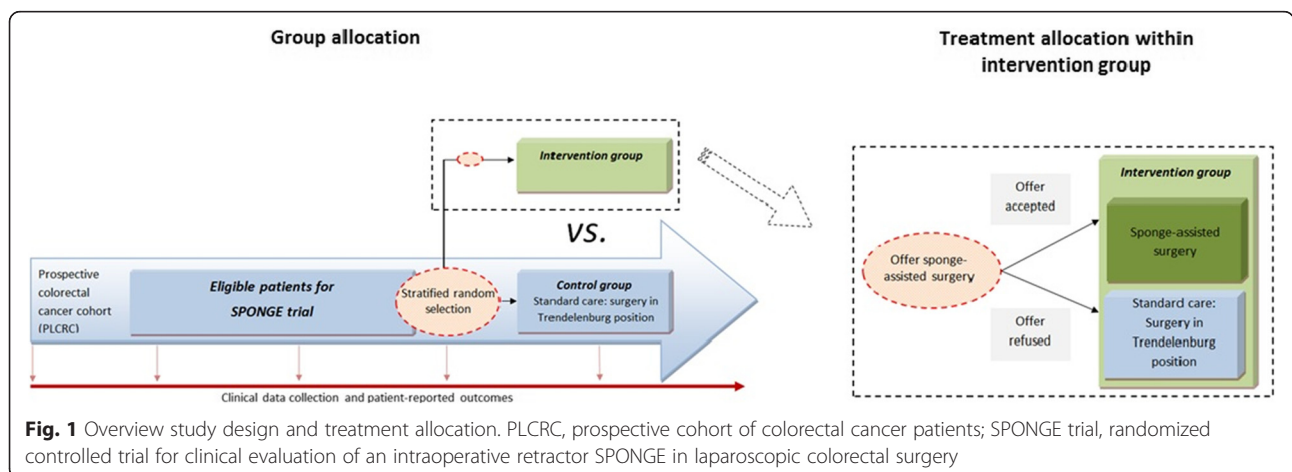 Group allocation
Treatment allocation within
intervention group
Intervention group
VS.
Prospective
colorectal
cancer cohort
(PLCRC)
Eligible patients for
SPONGE trial
Stratified random
selection
Control group
Standard care: surgery in
Trendelenburg position
Clinical data collection and patient-reported outcomes
Offer sponge-
assisted surgery
Offer
accepted
Offer
refused
Intervention group
Sponge-assisted
surgery
Standard care:
Surgery in
Trendelenburg
position
Fig. 1 Overview study design and treatment allocation. PLCRC, prospective cohort of colorectal cancer patients; SPONGE trial, randomized
controlled trial for clinical evaluation of an intraoperative retractor SPONGE in laparoscopic colorectal surgery